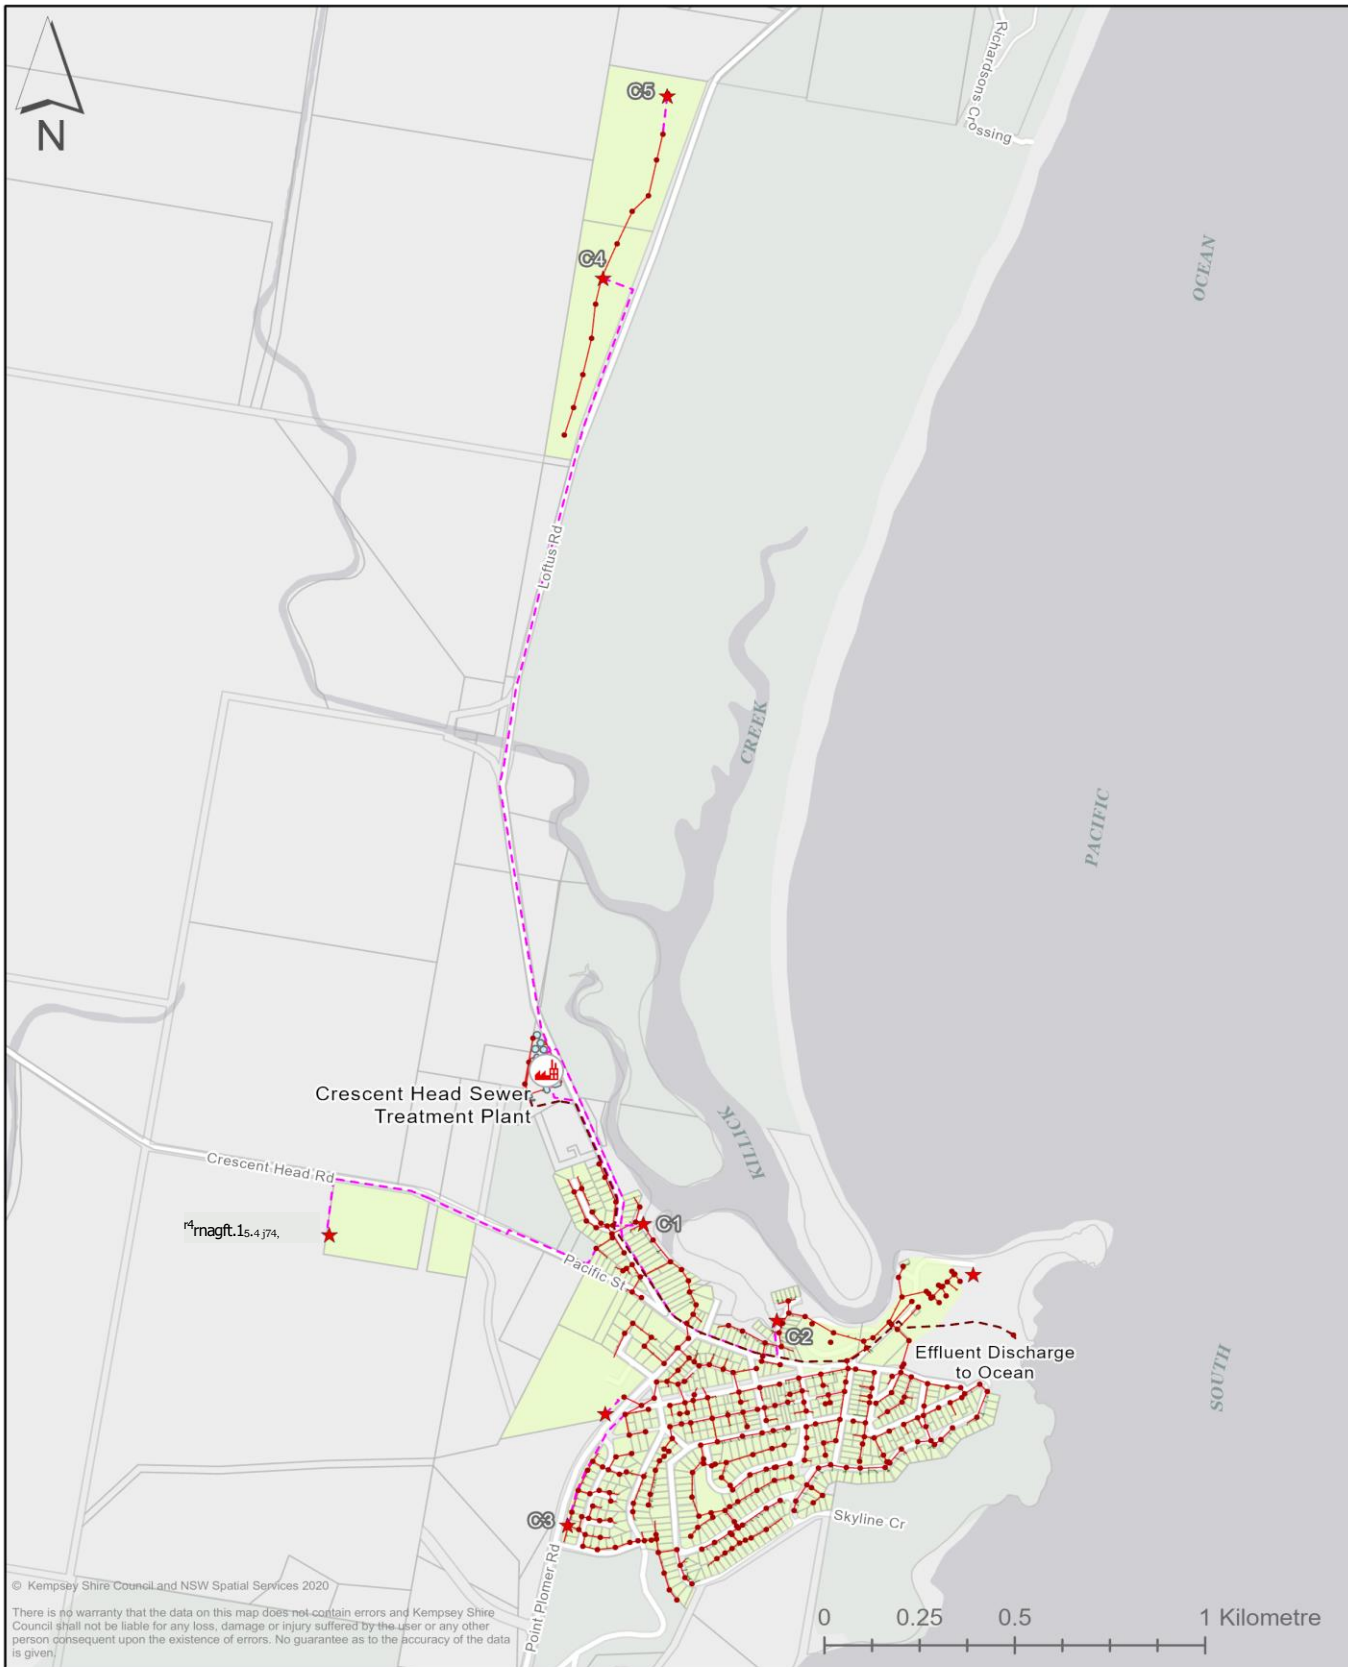 Richardsons
Crossing
C5
N
C4
OCEAN
Loftus Rd
CREEK
PACIFIC
Crescent Head Sewer
Treatment Plant
KILLICK
Crescent Head Rd
r4rnagft.15.4 j74,
C1
Pacific St
C2
Effluent Discharge
to Ocean
SOUTH
C3
Skyline Cr
Point Plomer Rd
© Kempsey Shire Council and NSW Spatial Services 2020
There is no warranty that the data on this map does not contain errors and Kempsey Shire
Council shall not be liable for any loss, damage or injury suffered by the user or any other
person consequent upon the existence of errors. No guarantee as to the accuracy of the data
is given.
0 0.25 0.5 1 Kilometre